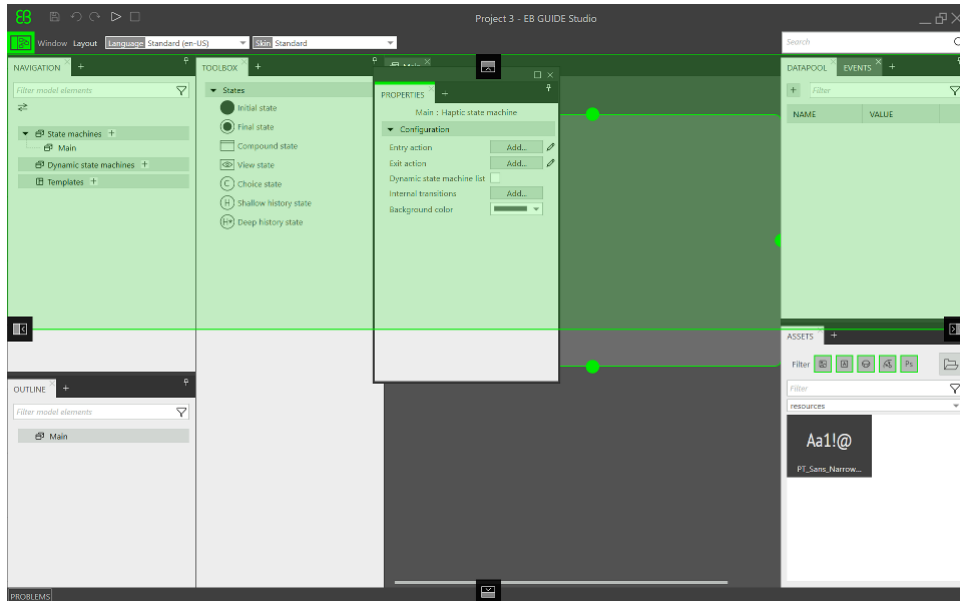 EB
Project 3 - EB GUIDE Studio
Window Layout Language Standard (en-US) Skin Standard
Search
NAVIGATION
Filter model elements
State machines
Main
Dynamic state machines
Templates
OUTLINE
Filter model elements
Main
TOOLBOX
States
Initial state
Final state
Compound state
View state
C Choice state
H Shallow history state
H* Deep history state
Main
PROPERTIES
Main : Haptic state machine
Configuration
Entry action Add...
Exit action Add...
Dynamic state machine list
Internal transitions Add...
Background color
DATAPOOL EVENTS
Filter
NAME VALUE
ASSETS
Filter A Ps
Filter
resources
Aa1!@
PT_Sans_Narrow...
PROBLEMS